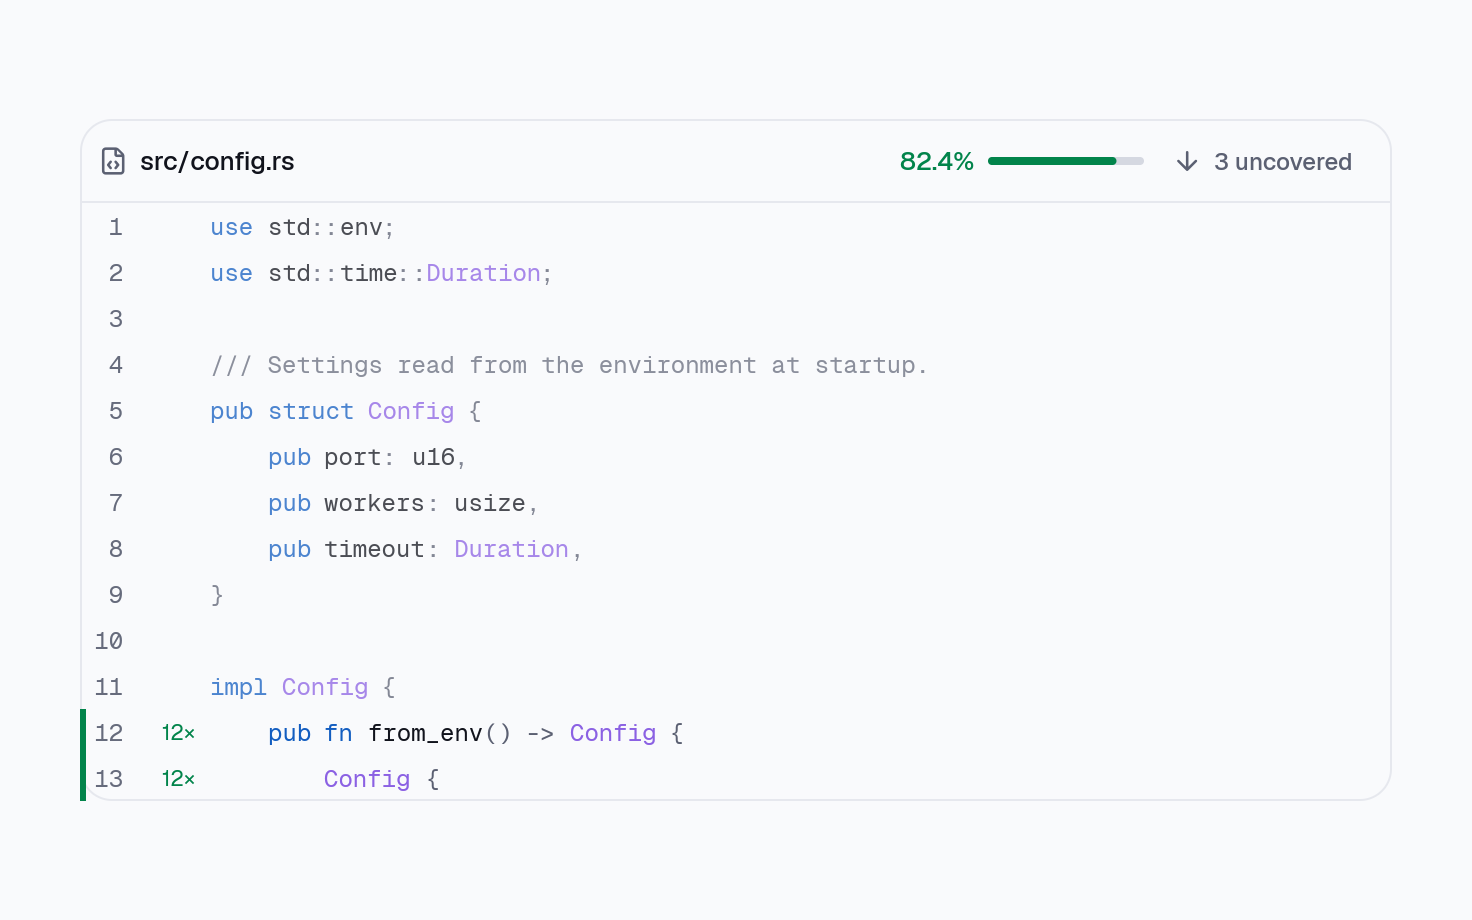 src/config.rs 82.4% 3 uncovered
1 use std::env;
2 use std::time::Duration;
3
4 /// Settings read from the environment at startup.
5 pub struct Config {
6     pub port: u16,
7     pub workers: usize,
8     pub timeout: Duration,
9 }
10
11 impl Config {
12 12×     pub fn from_env() -> Config {
13 12×         Config {